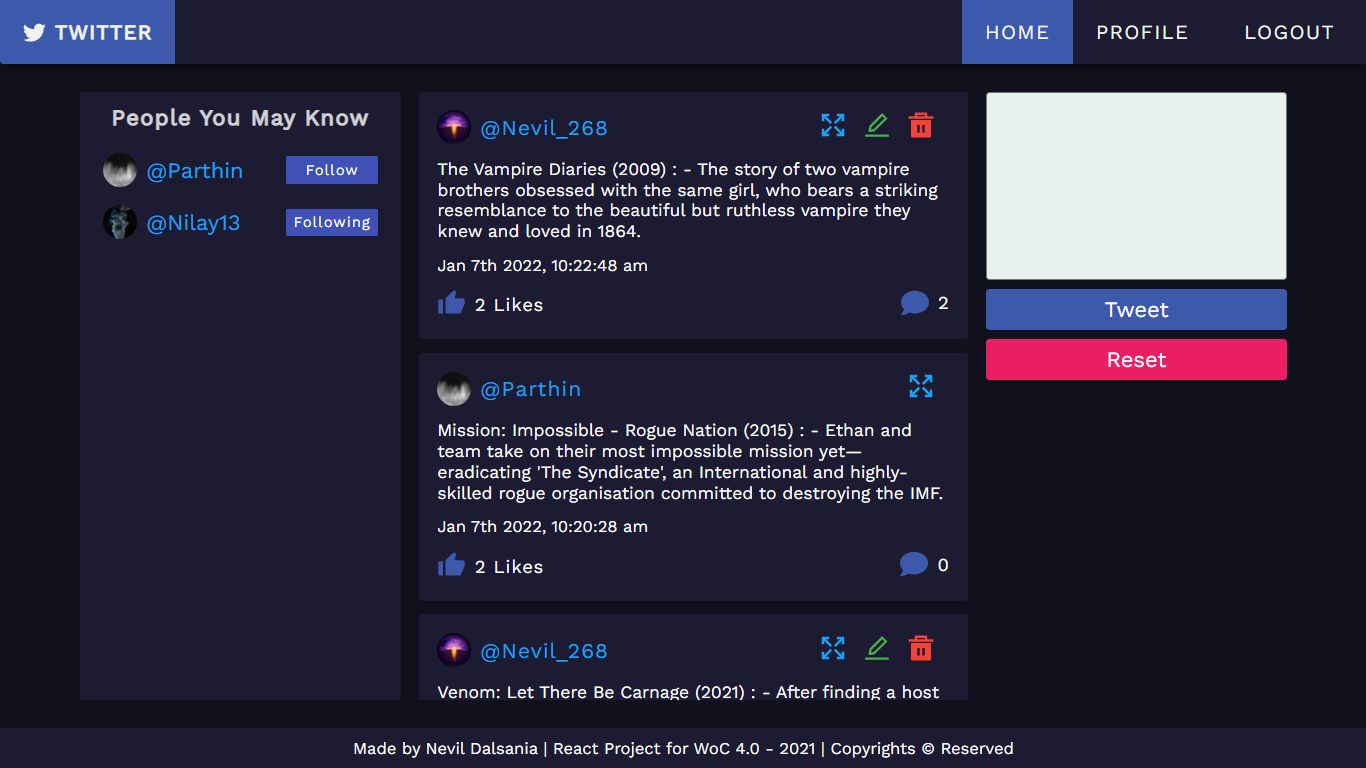 TWITTER
HOME
PROFILE
LOGOUT
People You May Know
@Parthin
Follow
@Nilay13
Following
@Nevil_268
The Vampire Diaries (2009) : - The story of two vampire
brothers obsessed with the same girl, who bears a striking
resemblance to the beautiful but ruthless vampire they
knew and loved in 1864.
Jan 7th 2022, 10:22:48 am
2 Likes
2
@Parthin
Mission: Impossible - Rogue Nation (2015) : - Ethan and
team take on their most impossible mission yet—
eradicating 'The Syndicate', an International and highly-
skilled rogue organisation committed to destroying the IMF.
Jan 7th 2022, 10:20:28 am
2 Likes
0
@Nevil_268
Venom: Let There Be Carnage (2021) : - After finding a host
Tweet
Reset
Made by Nevil Dalsania | React Project for WoC 4.0 - 2021 | Copyrights © Reserved